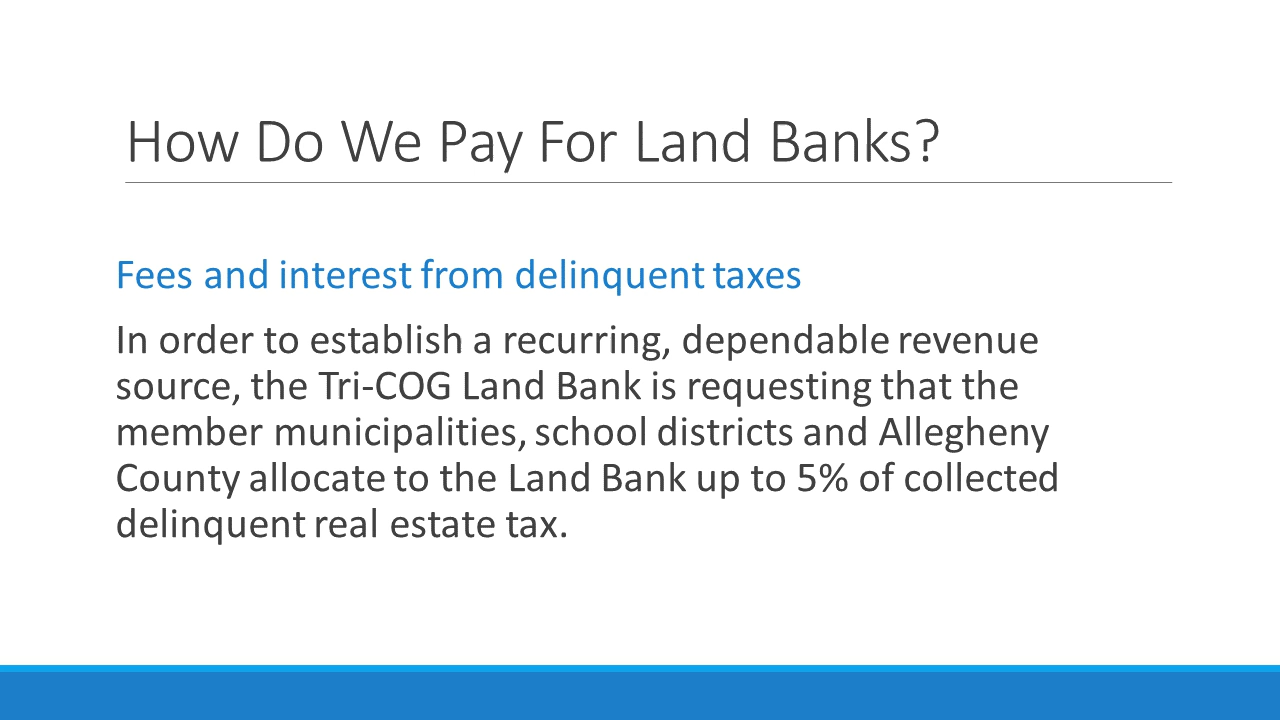 How Do We Pay For Land Banks?
Fees and interest from delinquent taxes
In order to establish a recurring, dependable revenue
source, the Tri-COG Land Bank is requesting that the
member municipalities, school districts and Allegheny
County allocate to the Land Bank up to 5% of collected
delinquent real estate tax.